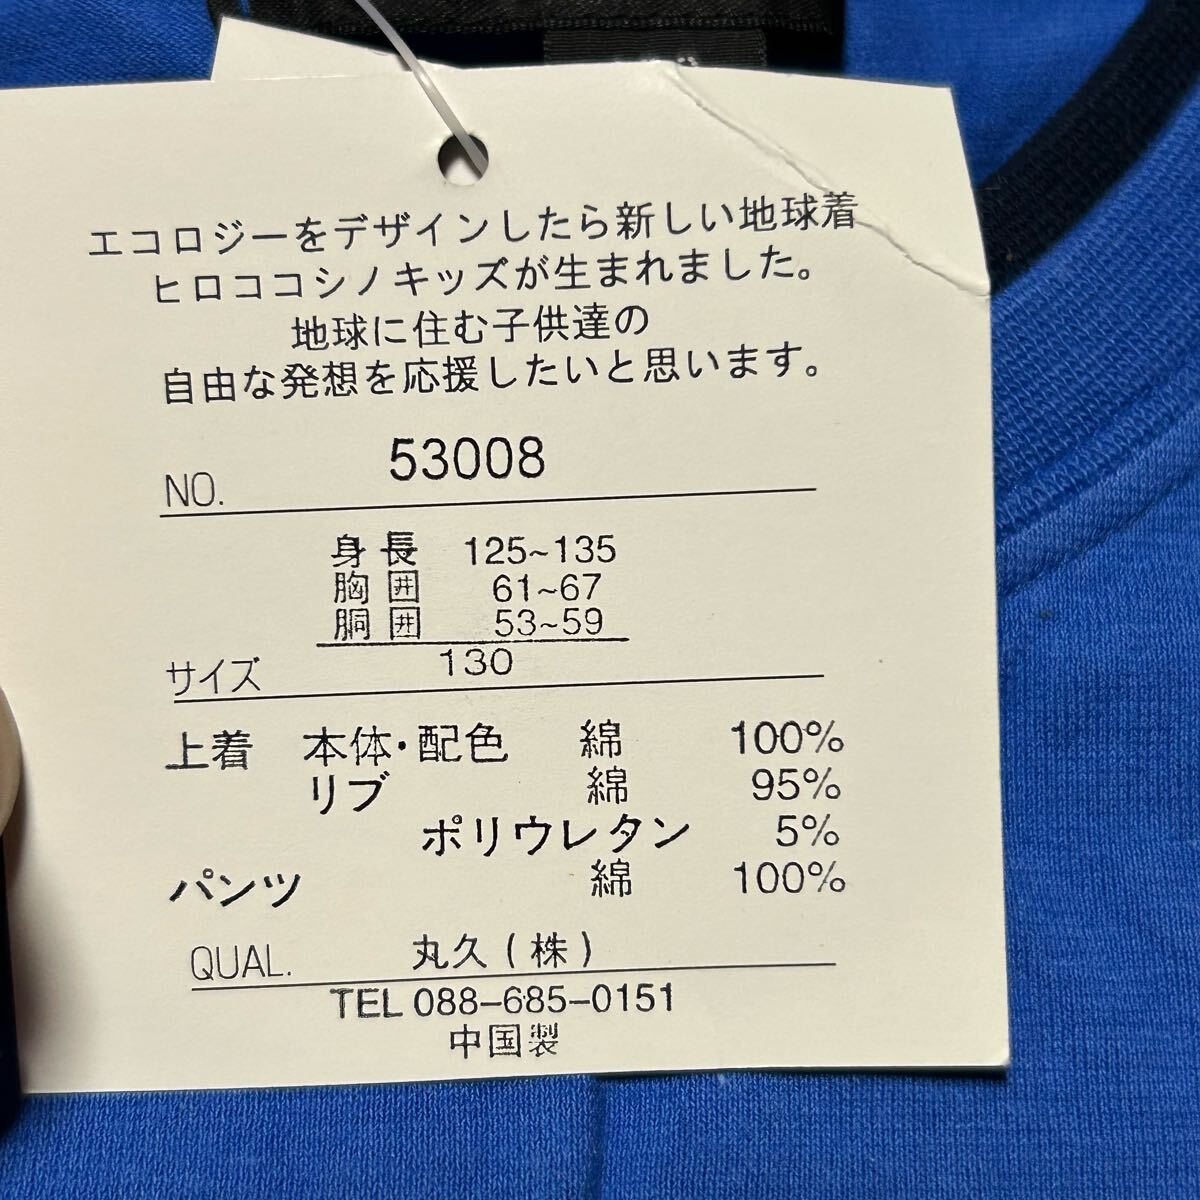 エコロジーをデザインしたら新しい地球着
ヒロココシノキッズが生まれました。
地球に住む子供達の
自由な発想を応援したいと思います。
NO. 53008
身長 125~135
胸囲 61~67
胴囲 53~59
サイズ 130
上着 本体・配色 綿 100%
リブ 綿 95%
ポリウレタン 5%
パンツ 綿 100%
QUAL. 丸久(株)
TEL 088-685-0151
中国製